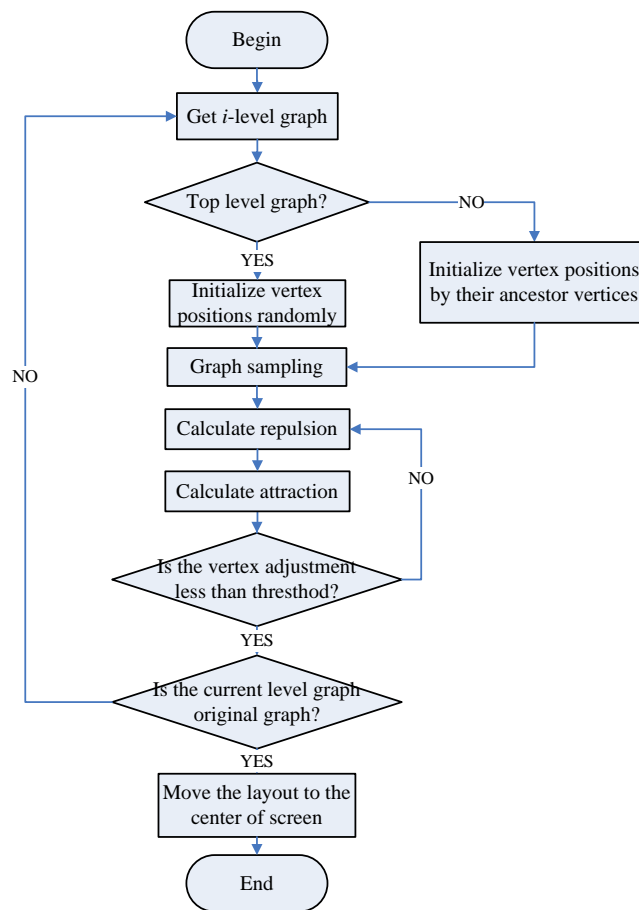 Begin
Get i-level graph
Top level graph?
NO
YES
Initialize vertex
positions randomly
Initialize vertex positions
by their ancestor vertices
Graph sampling
NO
Calculate repulsion
Calculate attraction
NO
Is the vertex adjustment
less than thresthod?
YES
Is the current level graph
original graph?
YES
Move the layout to the
center of screen
End